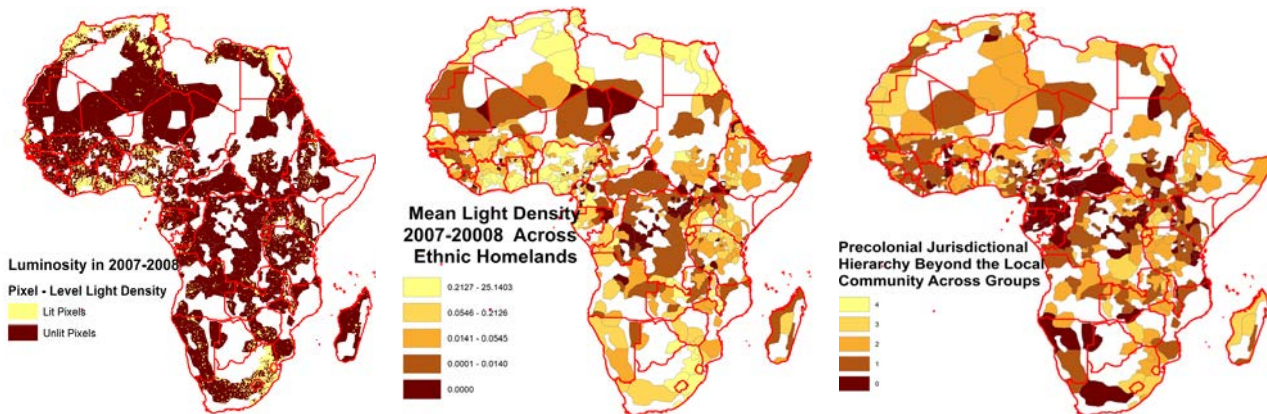 Luminosity in 2007-2008
Pixel - Level Light Density
Lit Pixels
Unlit Pixels
Mean Light Density
2007-20008 Across
Ethnic Homelands
0.2127 - 25.1403
0.0546 - 0.2126
0.0141 - 0.0545
0.0001 - 0.0140
0.0000
Precolonial Jurisdictional
Hierarchy Beyond the Local
Community Across Groups
4
3
2
1
0